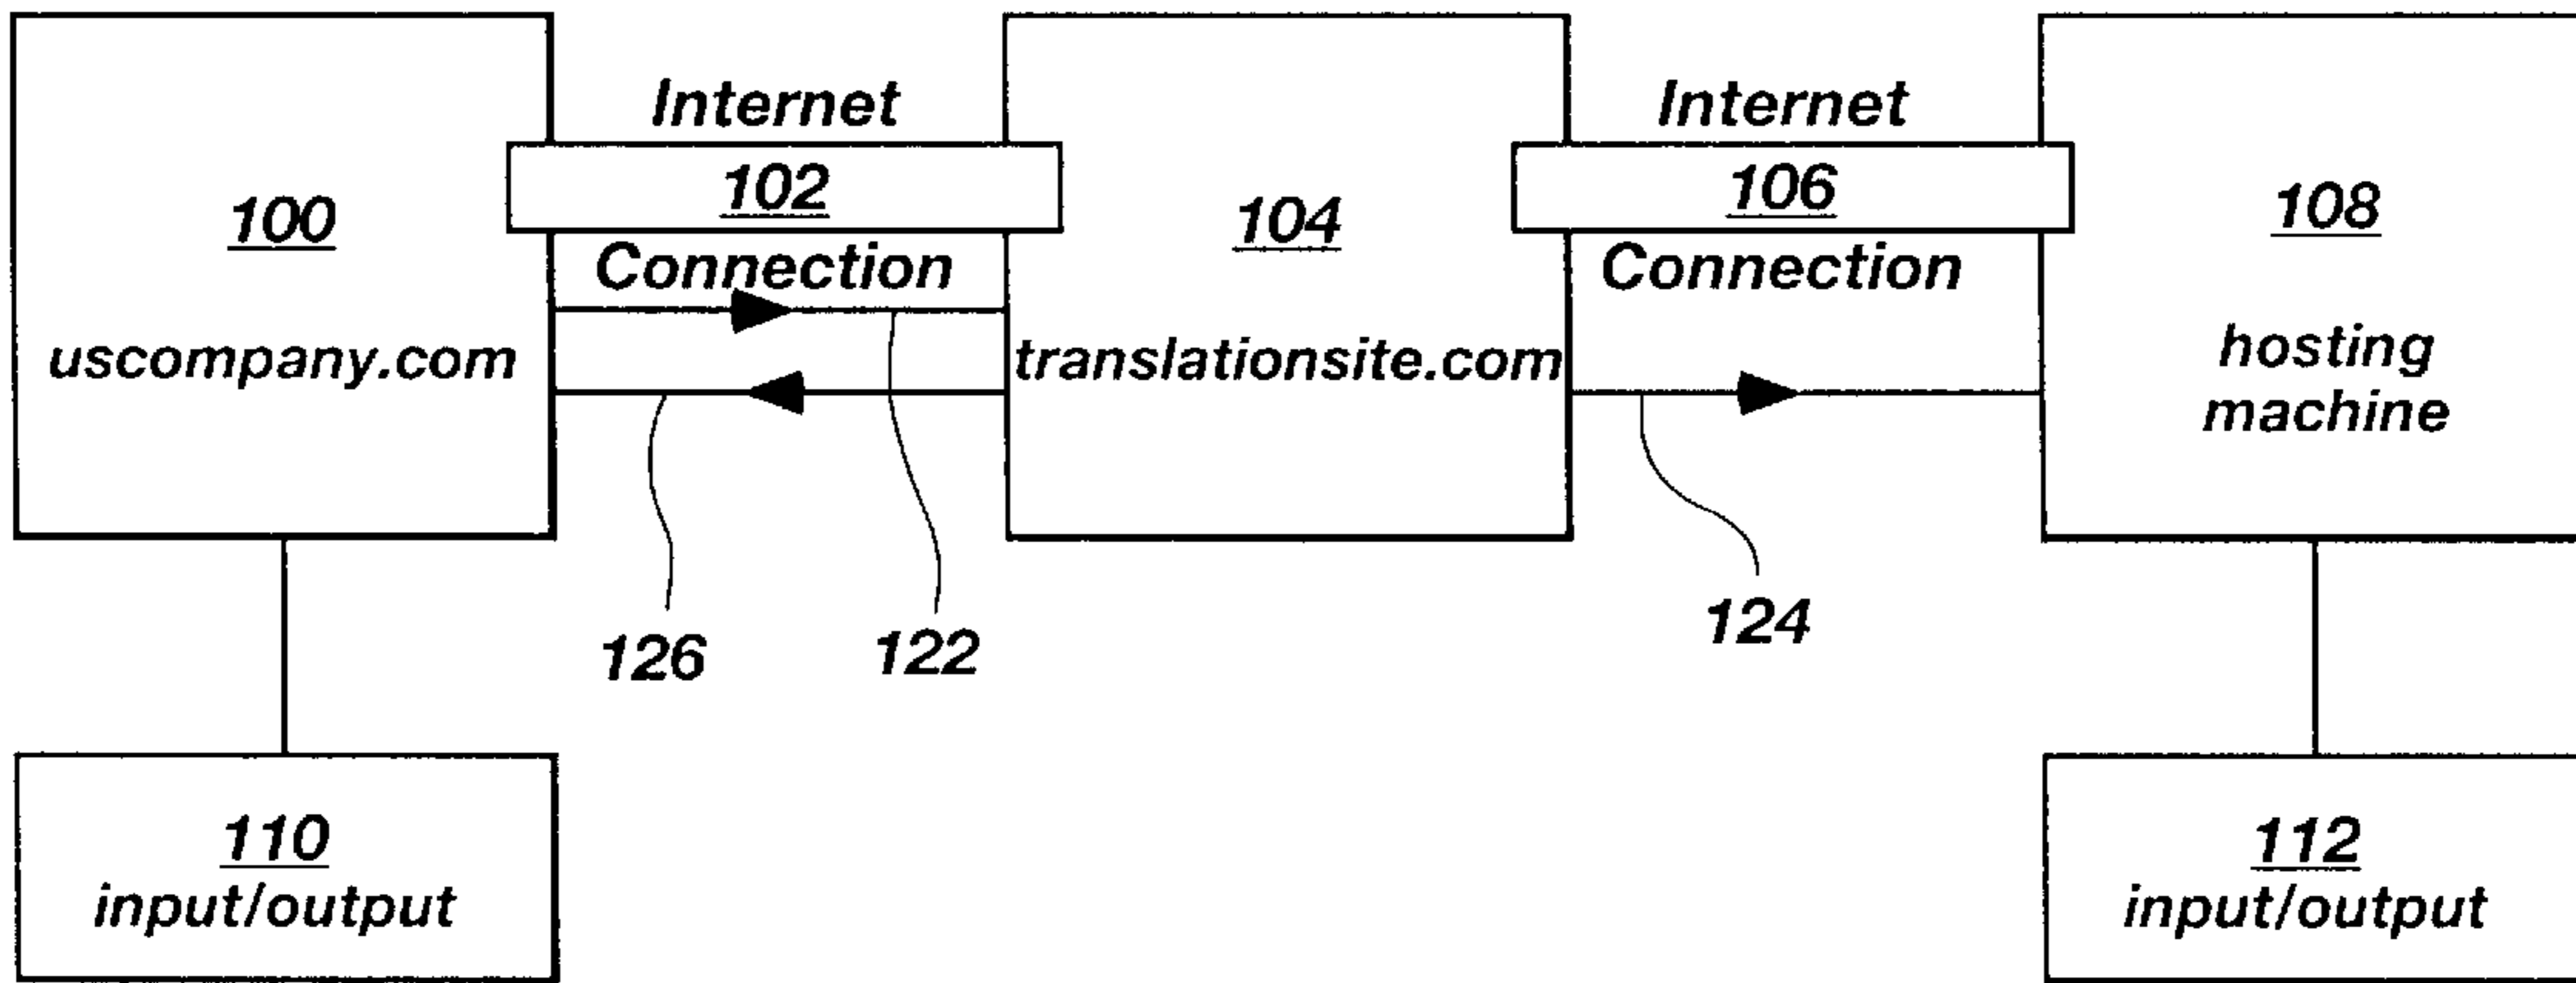 Internet
102
Connection
Internet
106
Connection
100
uscompany.com
104
translationsite.com
108
hosting
machine
126
122
124
110
input/output
112
input/output